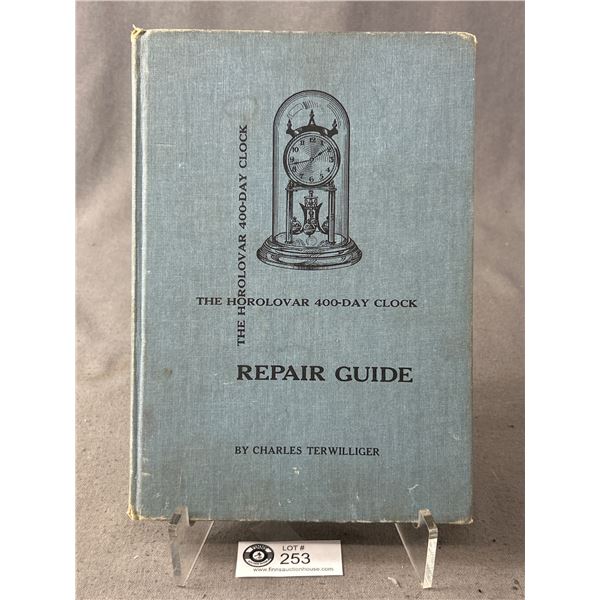 THE HOROLOVAR 400-DAY CLOCK
THE HOROLOVAR 400-DAY CLOCK
REPAIR GUIDE
BY CHARLES TERWILLIGER
LOT #
253
www.finnsauctionhouse.com